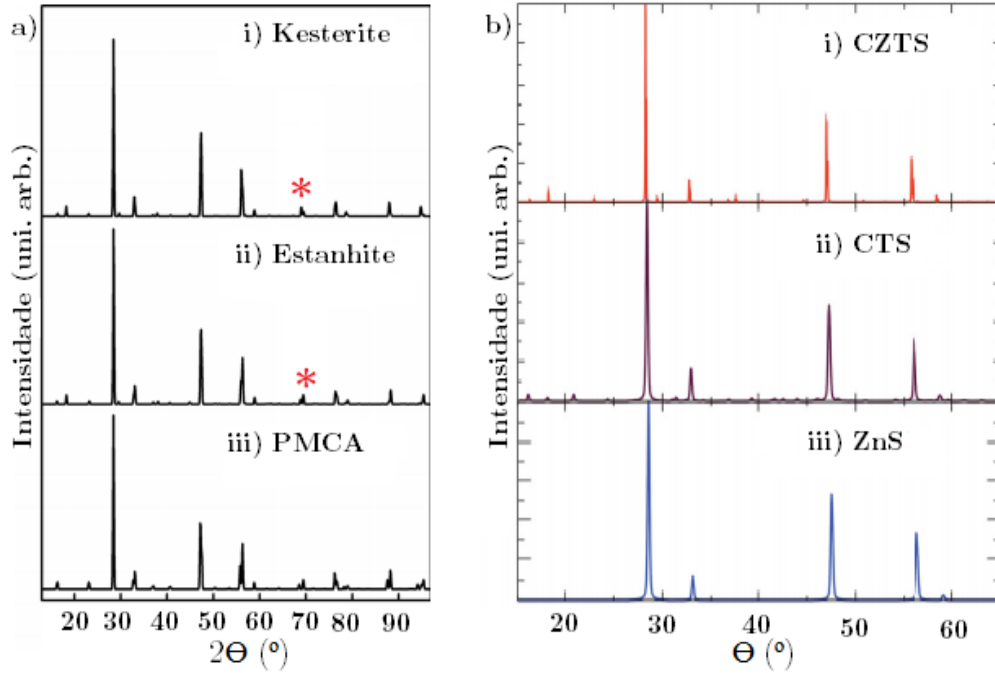 a)
i) Kesterite
*
ii) Estanhite
*
iii) PMCA
Intensidade (uni. arb.)
20 30 40 50 60 70 80 90
2Θ (º)
b)
i) CZTS
ii) CTS
iii) ZnS
Intensidade (uni. arb.)
20 30 40 50 60
Θ (º)